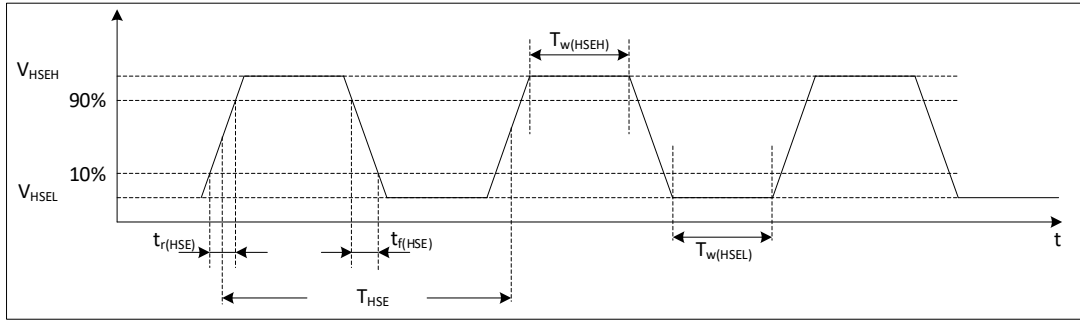 T_w(HSEH)
V_HSEH
90%
10%
V_HSEL
t_r(HSE)
t_f(HSE)
T_w(HSEL)
t
T_HSE